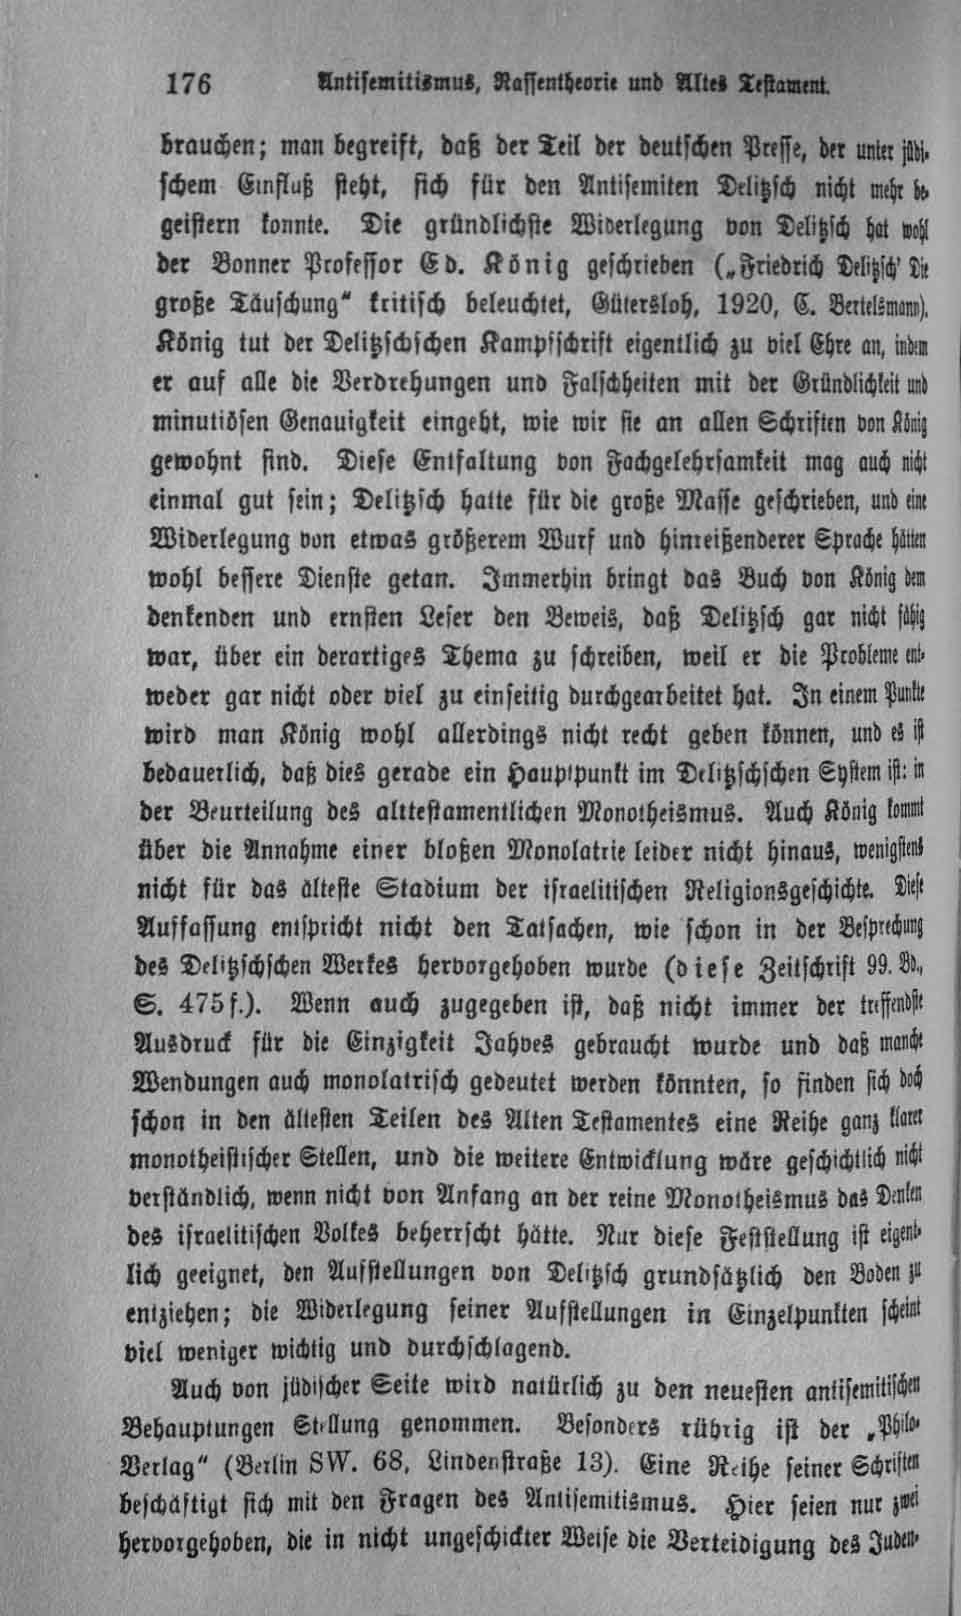 176 Antisemitismus, Rassentheorie und Altes Testament.
brauchen; man begreift, daß der Teil der deutschen Presse, der unter jüdi-
schem Einfluß steht, sich für den Antisemiten Delitzsch nicht mehr be-
geistern konnte. Die gründlichste Widerlegung von Delitzsch hat wohl
der Bonner Professor Ed. König geschrieben („Friedrich Delitzsch' Die
große Täuschung“ kritisch beleuchtet, Gütersloh, 1920, C. Bertelsmann).
König tut der Delitzschschen Kampfschrift eigentlich zu viel Ehre an, indem
er auf alle die Verdrehungen und Falschheiten mit der Gründlichkeit und
minutiösen Genauigkeit eingeht, wie wir sie an allen Schriften von König
gewohnt sind. Diese Entfaltung von Fachgelehrsamkeit mag auch nicht
einmal gut sein; Delitzsch hatte für die große Masse geschrieben, und eine
Widerlegung von etwas größerem Wurf und hinreißenderer Sprache hätten
wohl bessere Dienste getan. Immerhin bringt das Buch von König dem
denkenden und ernsten Leser den Beweis, daß Delitzsch gar nicht fähig
war, über ein derartiges Thema zu schreiben, weil er die Probleme ent-
weder gar nicht oder viel zu einseitig durchgearbeitet hat. In einem Punkte
wird man König wohl allerdings nicht recht geben können, und es ist
bedauerlich, daß dies gerade ein Hauptpunkt im Delitzschschen System ist: in
der Beurteilung des alttestamentlichen Monotheismus. Auch König kommt
über die Annahme einer bloßen Monolatrie leider nicht hinaus, wenigstens
nicht für das älteste Stadium der israelitischen Religionsgeschichte. Diese
Auffassung entspricht nicht den Tatsachen, wie schon in der Besprechung
des Delitzschschen Werkes hervorgehoben wurde (diese Zeitschrift 99. Bd.,
S. 475 f.). Wenn auch zugegeben ist, daß nicht immer der treffendste
Ausdruck für die Einzigkeit Jahves gebraucht wurde und daß manche
Wendungen auch monolatrisch gedeutet werden könnten, so finden sich doch
schon in den ältesten Teilen des Alten Testamentes eine Reihe ganz klarer
monotheistischer Stellen, und die weitere Entwicklung wäre geschichtlich nicht
verständlich, wenn nicht von Anfang an der reine Monotheismus das Denken
des israelitischen Volkes beherrscht hätte. Nur diese Feststellung ist eigent-
lich geeignet, den Aufstellungen von Delitzsch grundsätzlich den Boden zu
entziehen; die Widerlegung seiner Aufstellungen in Einzelpunkten scheint
viel weniger wichtig und durchschlagend.
Auch von jüdischer Seite wird natürlich zu den neuesten antisemitischen
Behauptungen Stellung genommen. Besonders rührig ist der „Philo-
Verlag“ (Berlin SW. 68, Lindenstraße 13). Eine Reihe seiner Schriften
beschäftigt sich mit den Fragen des Antisemitismus. Hier seien nur zwei
hervorgehoben, die in nicht ungeschickter Weise die Verteidigung des Juden-